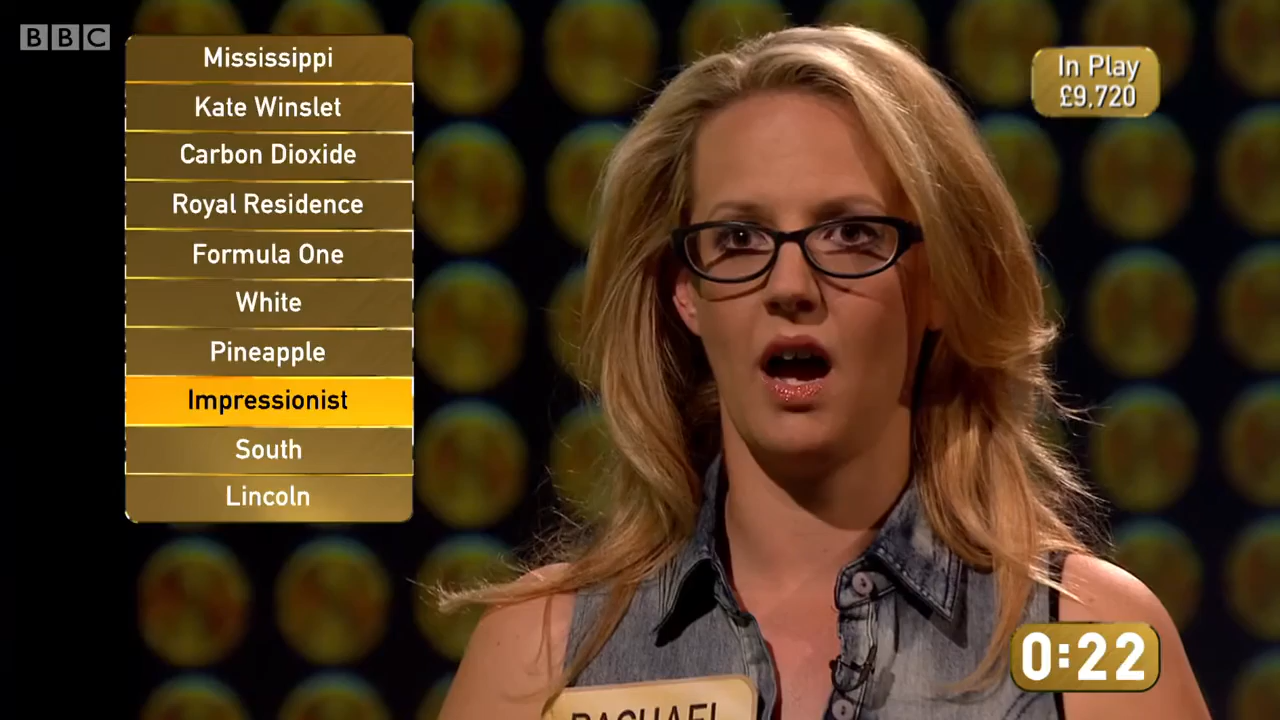 BBC
Mississippi
Kate Winslet
Carbon Dioxide
Royal Residence
Formula One
White
Pineapple
Impressionist
South
Lincoln
In Play
£9,720
0:22
RACHAEL